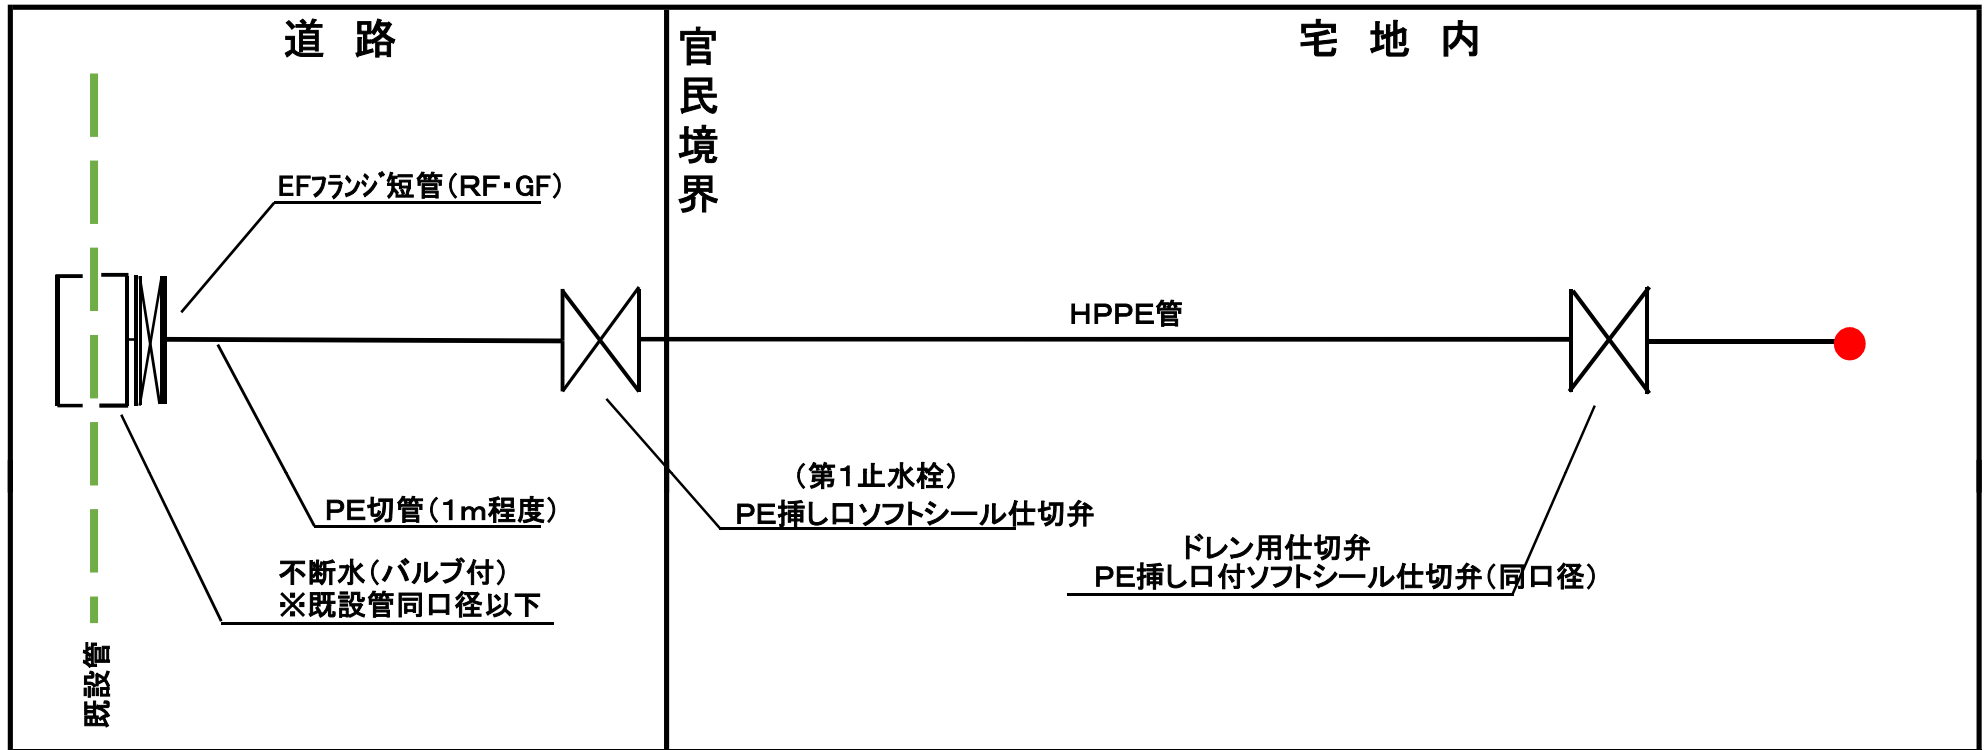 道 路
官民境界
宅 地 内
EFﾌﾗﾝｼﾞ短管(RF・GF)
HPPE管
(第1止水栓)
PE挿し口ソフトシール仕切弁
PE切管(1m程度)
ドレン用仕切弁
PE挿し口付ソフトシール仕切弁(同口径)
不断水(バルブ付)
※既設管同口径以下
既設管